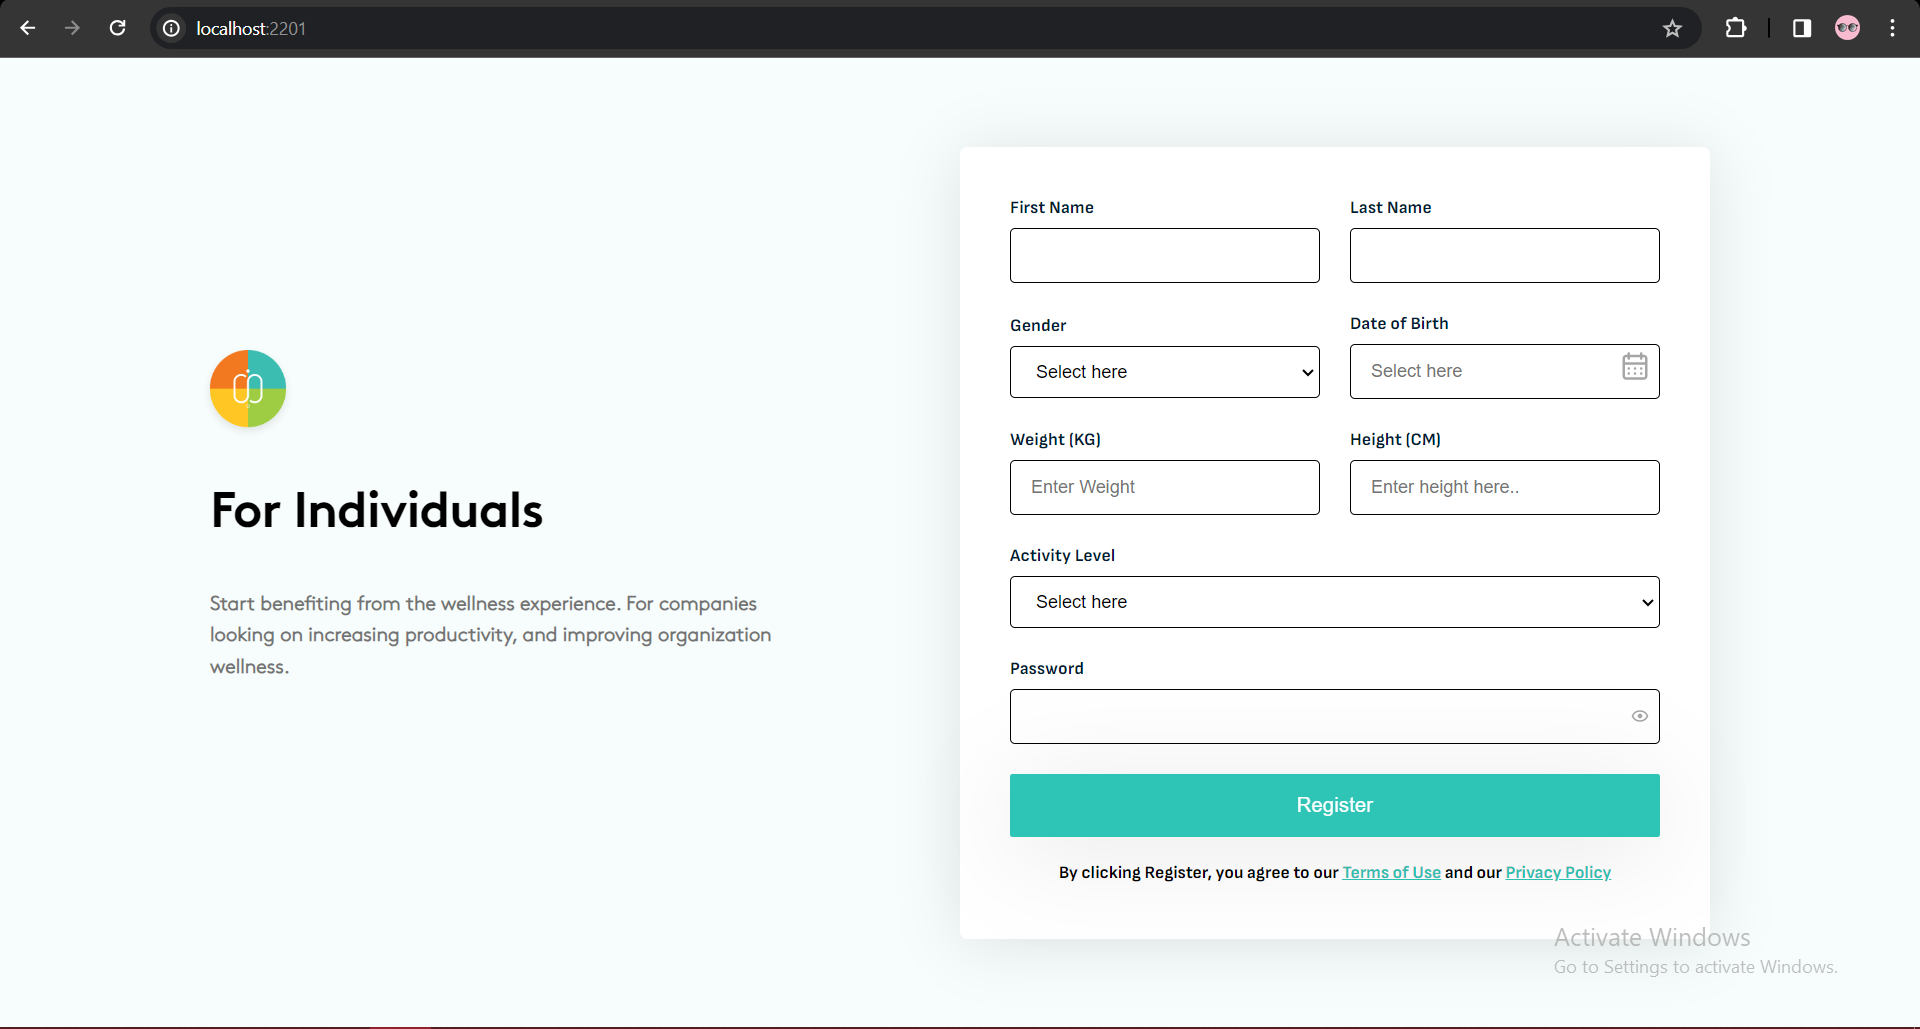 localhost:2201
For Individuals
Start benefiting from the wellness experience. For companies
looking on increasing productivity, and improving organization
wellness.
First Name
Last Name
Gender
Date of Birth
Select here
Select here
Weight (KG)
Height (CM)
Enter Weight
Enter height here..
Activity Level
Select here
Password
Register
By clicking Register, you agree to our Terms of Use and our Privacy Policy
Activate Windows
Go to Settings to activate Windows.